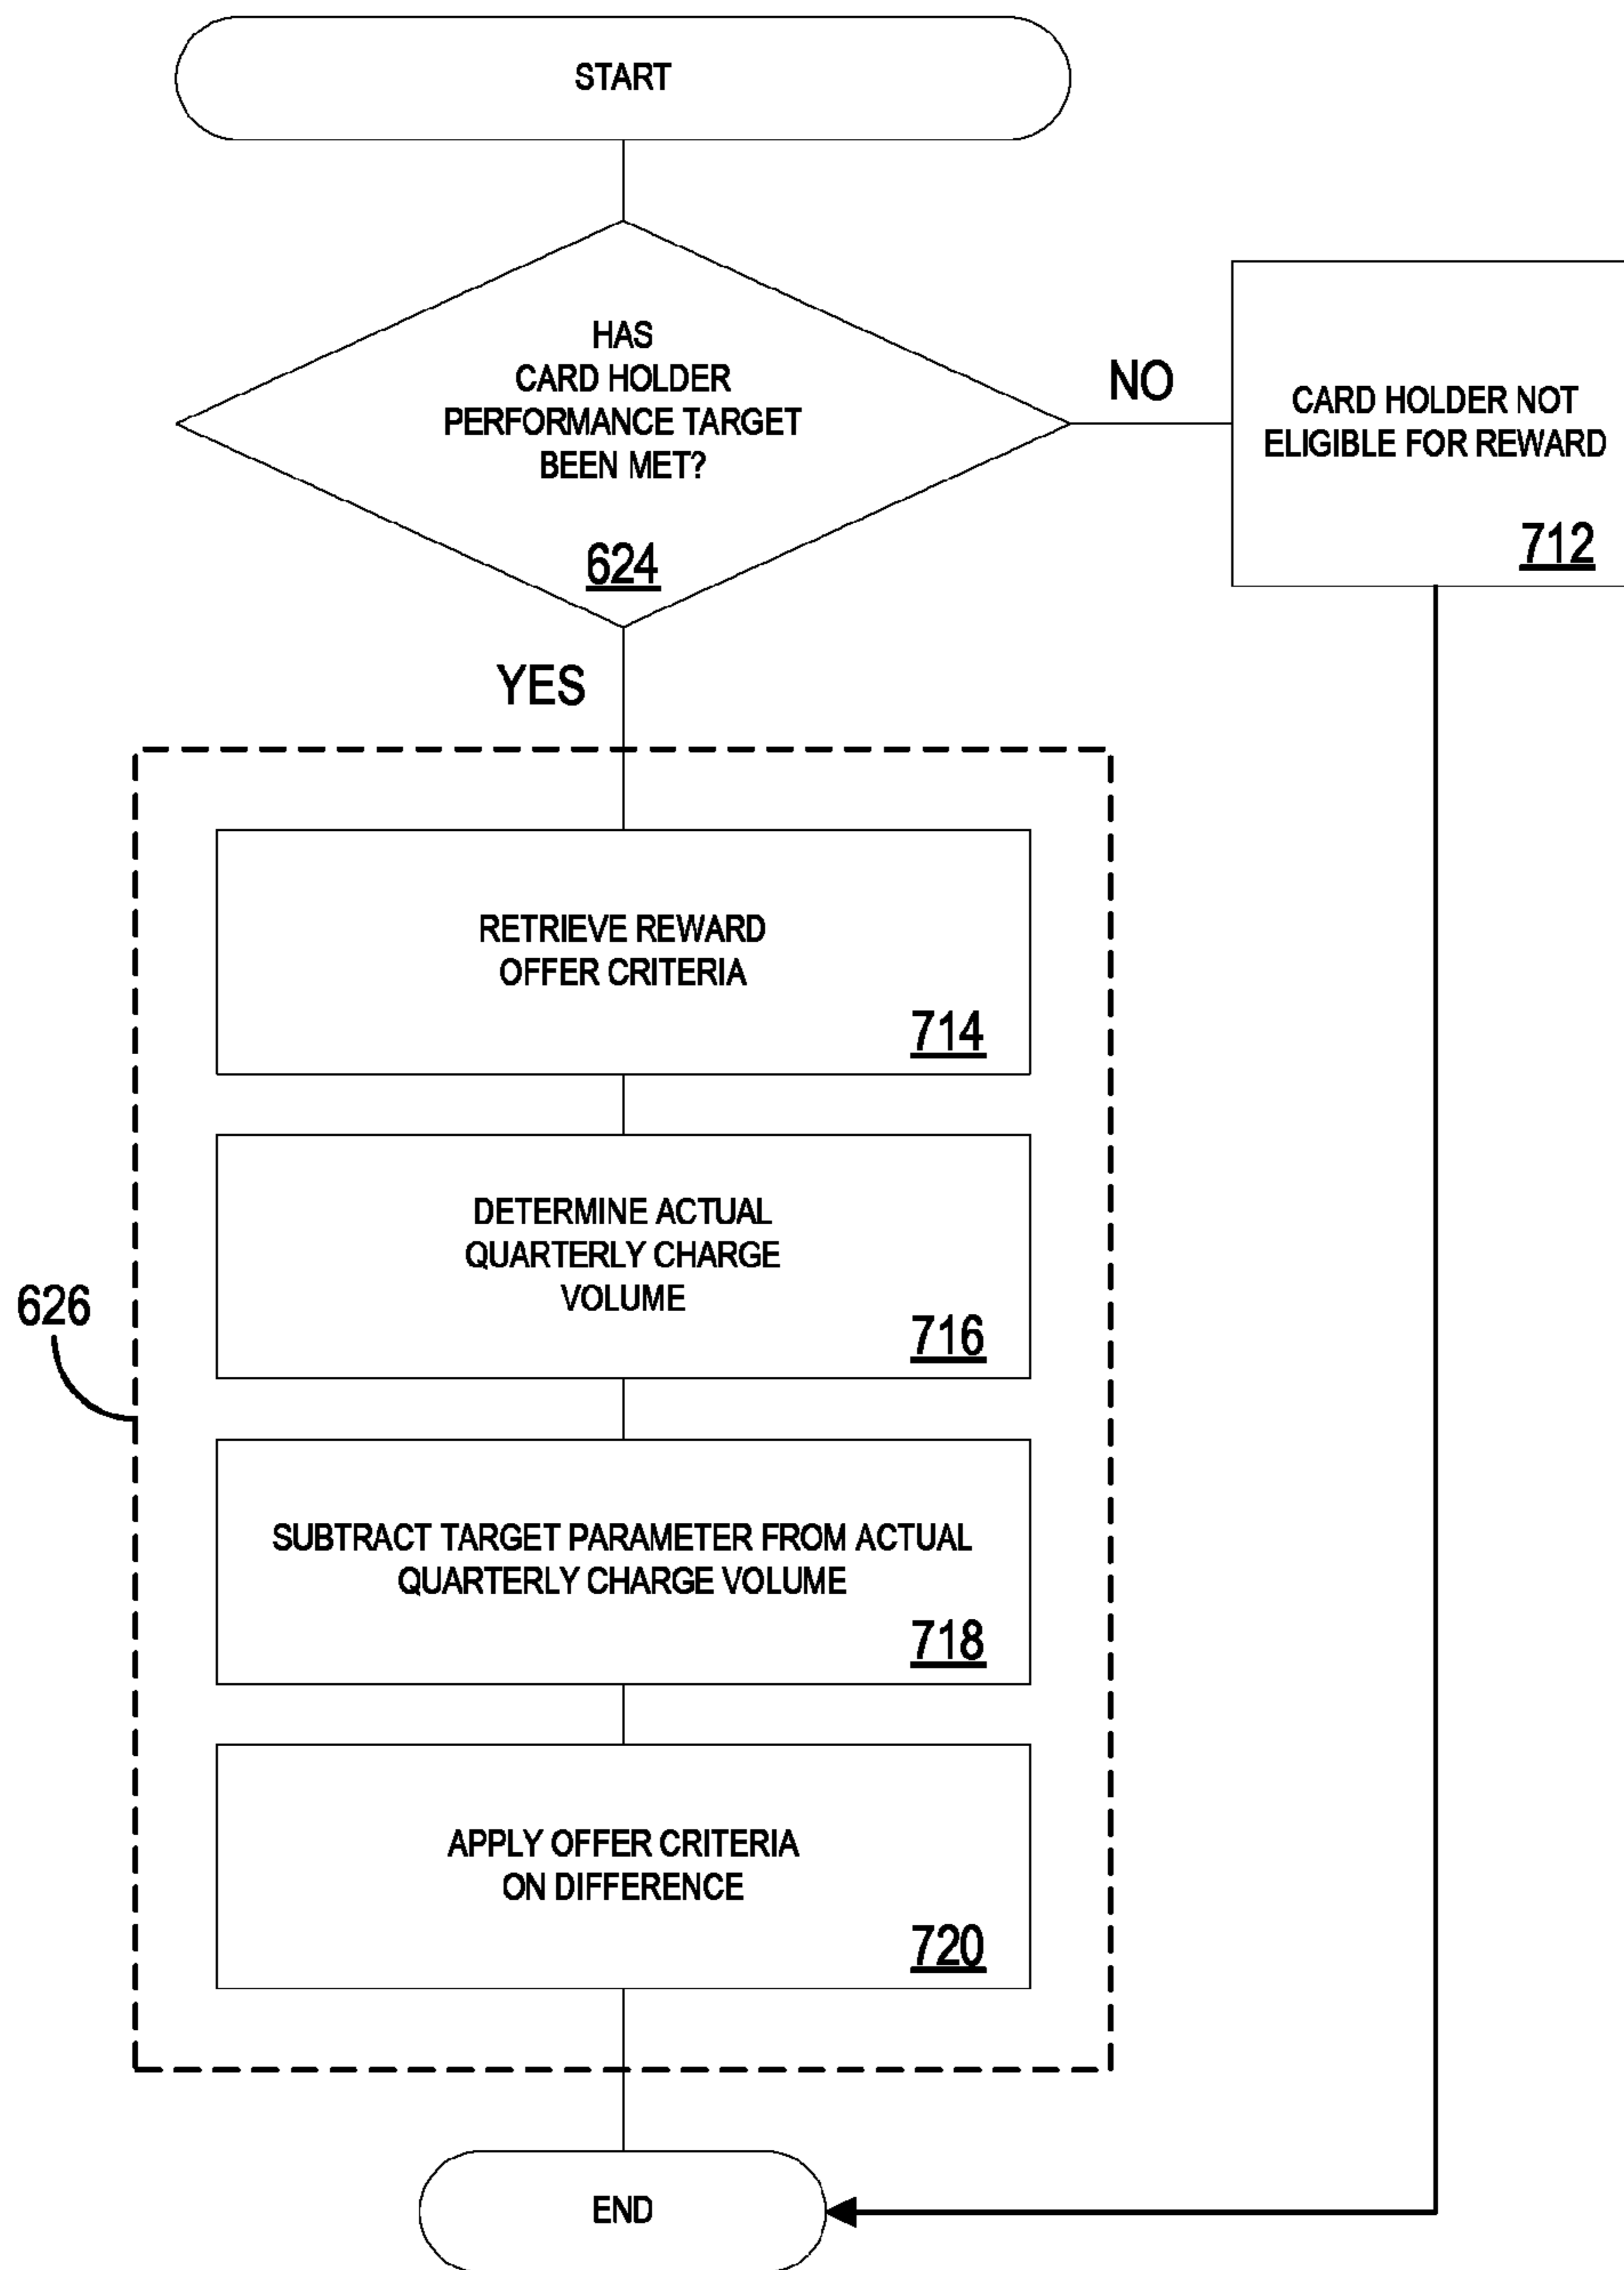 START
HAS
CARD HOLDER
PERFORMANCE TARGET
BEEN MET?
624
NO
CARD HOLDER NOT
ELIGIBLE FOR REWARD
712
YES
RETRIEVE REWARD
OFFER CRITERIA
714
DETERMINE ACTUAL
QUARTERLY CHARGE
VOLUME
716
626
SUBTRACT TARGET PARAMETER FROM ACTUAL
QUARTERLY CHARGE VOLUME
718
APPLY OFFER CRITERIA
ON DIFFERENCE
720
END